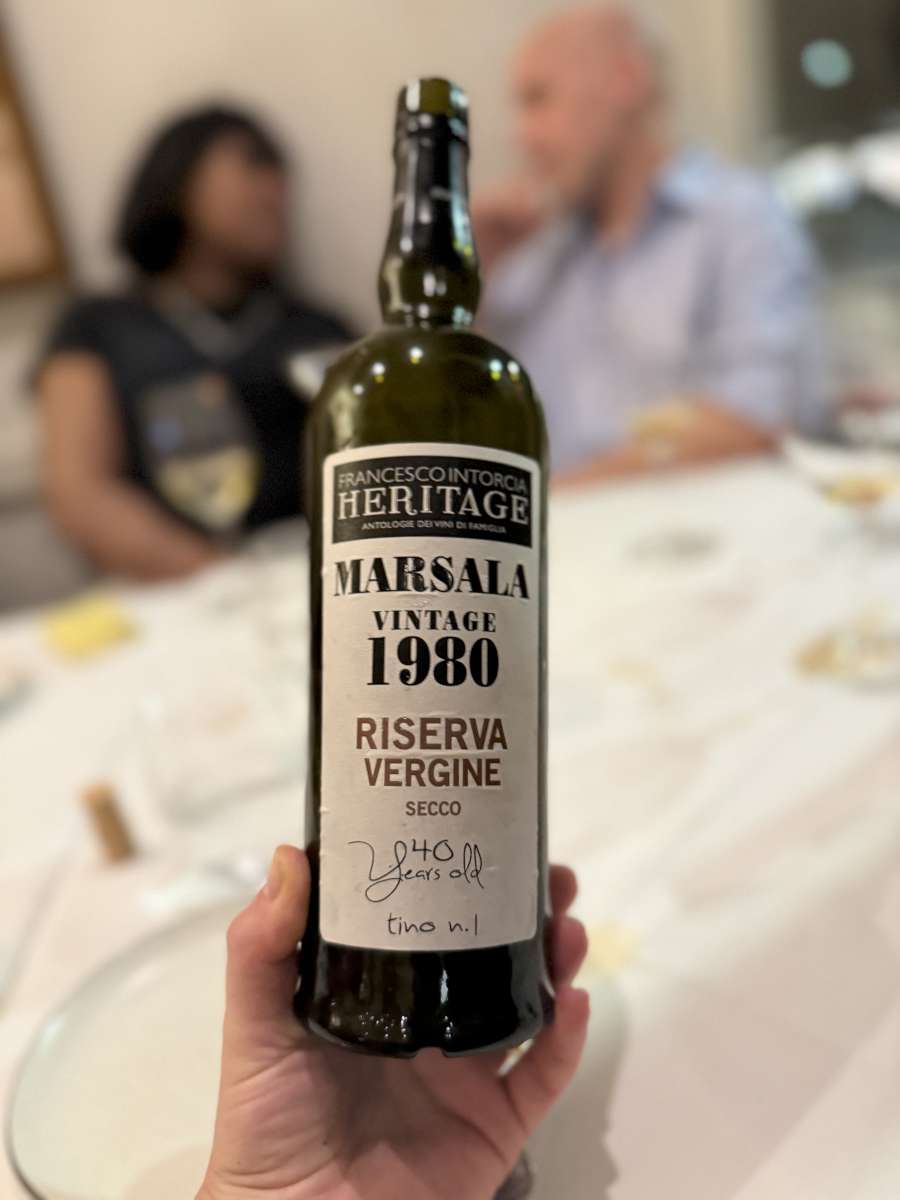 FRANCESCO INTORCIA
HERITAGE
ANTOLOGIE DEI VINI DI FAMIGLIA
MARSALA
VINTAGE
1980
RISERVA
VERGINE
SECCO
40
Years old
tino n.1